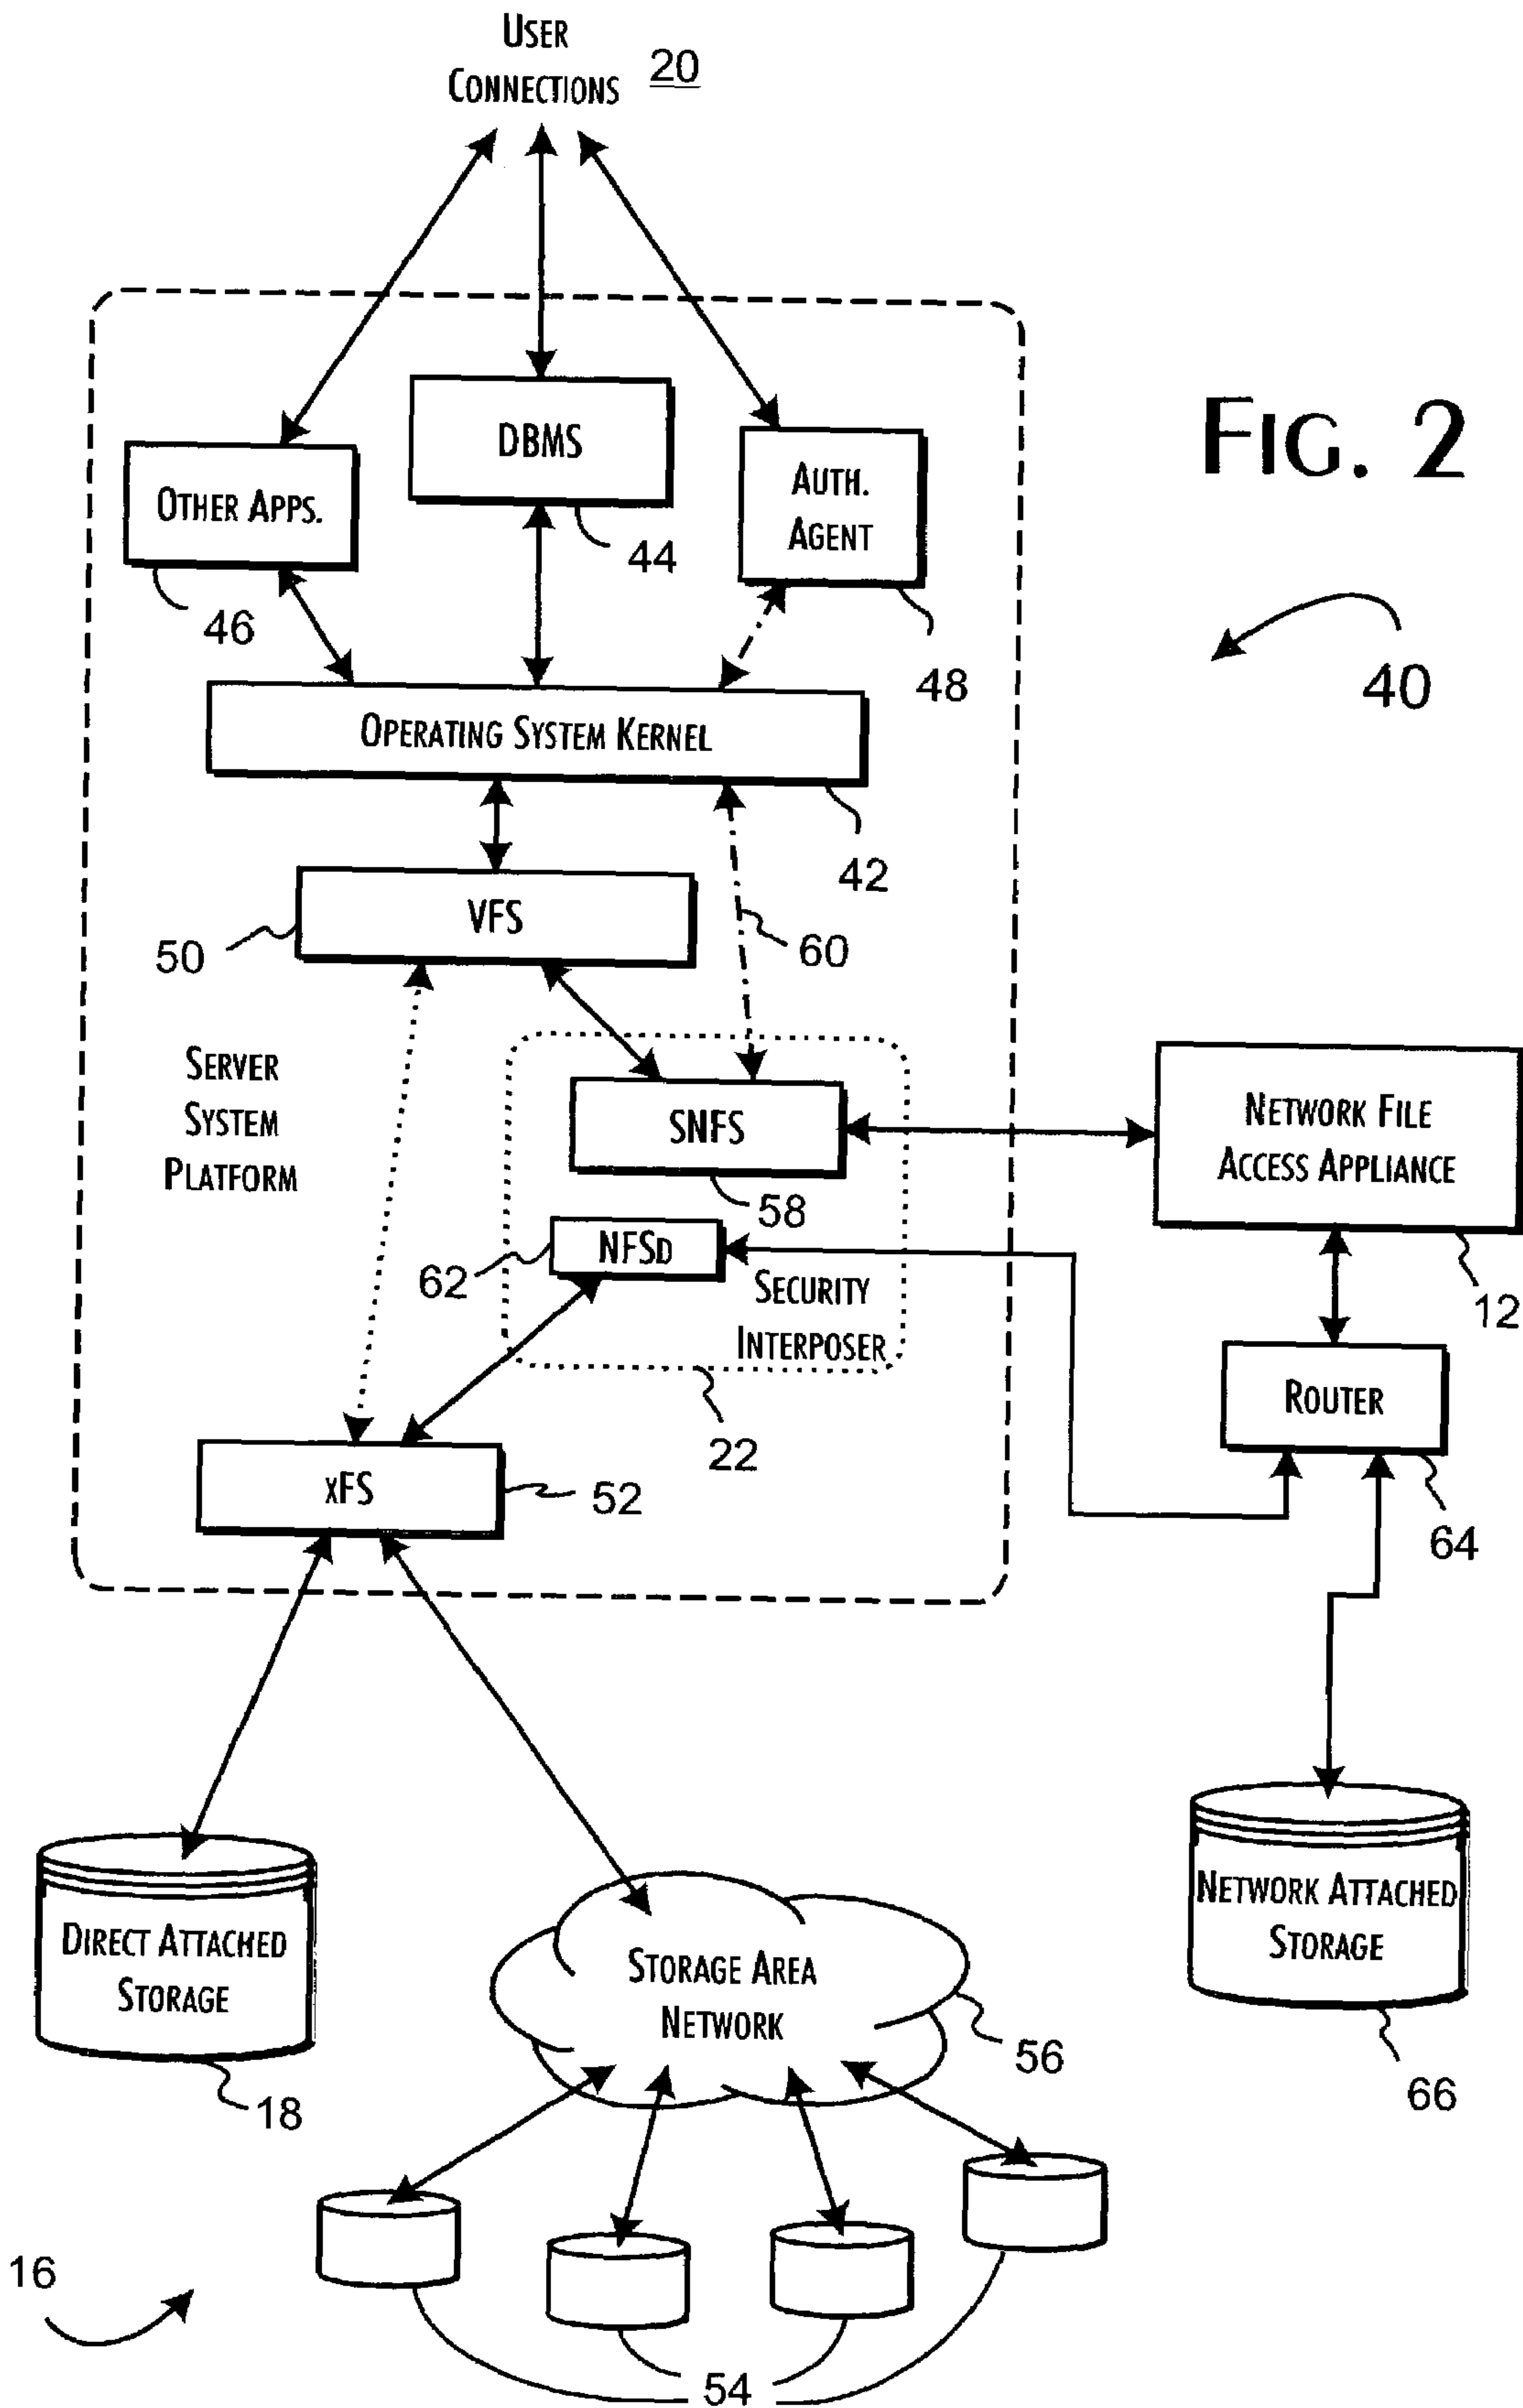 USER
CONNECTIONS 20
DBMS
OTHER APPS.
AUTH.
AGENT
FIG. 2
44
46
48
40
OPERATING SYSTEM KERNEL
42
VFS
50
60
SERVER
SYSTEM
PLATFORM
SNFS
58
NETWORK FILE
ACCESS APPLIANCE
12
NFSD
62
SECURITY
INTERPOSER
22
ROUTER
64
xFS
52
DIRECT ATTACHED
STORAGE
18
STORAGE AREA
NETWORK
56
NETWORK ATTACHED
STORAGE
66
16
54